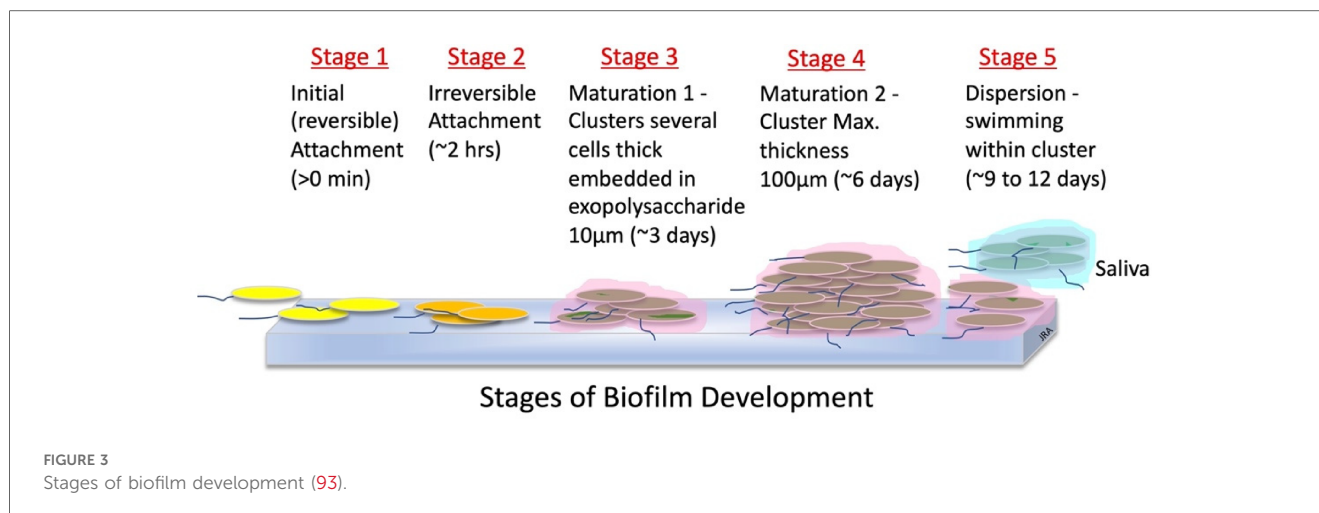 Stage 1
Initial
(reversible)
Attachment
(>0 min)
Stage 2
Irreversible
Attachment
(~2 hrs)
Stage 3
Maturation 1 -
Clusters several
cells thick
embedded in
exopolysaccharide
10µm (~3 days)
Stage 4
Maturation 2 -
Cluster Max.
thickness
100µm (~6 days)
Stage 5
Dispersion -
swimming
within cluster
(~9 to 12 days)
Saliva
JRA
Stages of Biofilm Development
FIGURE 3
Stages of biofilm development (93).